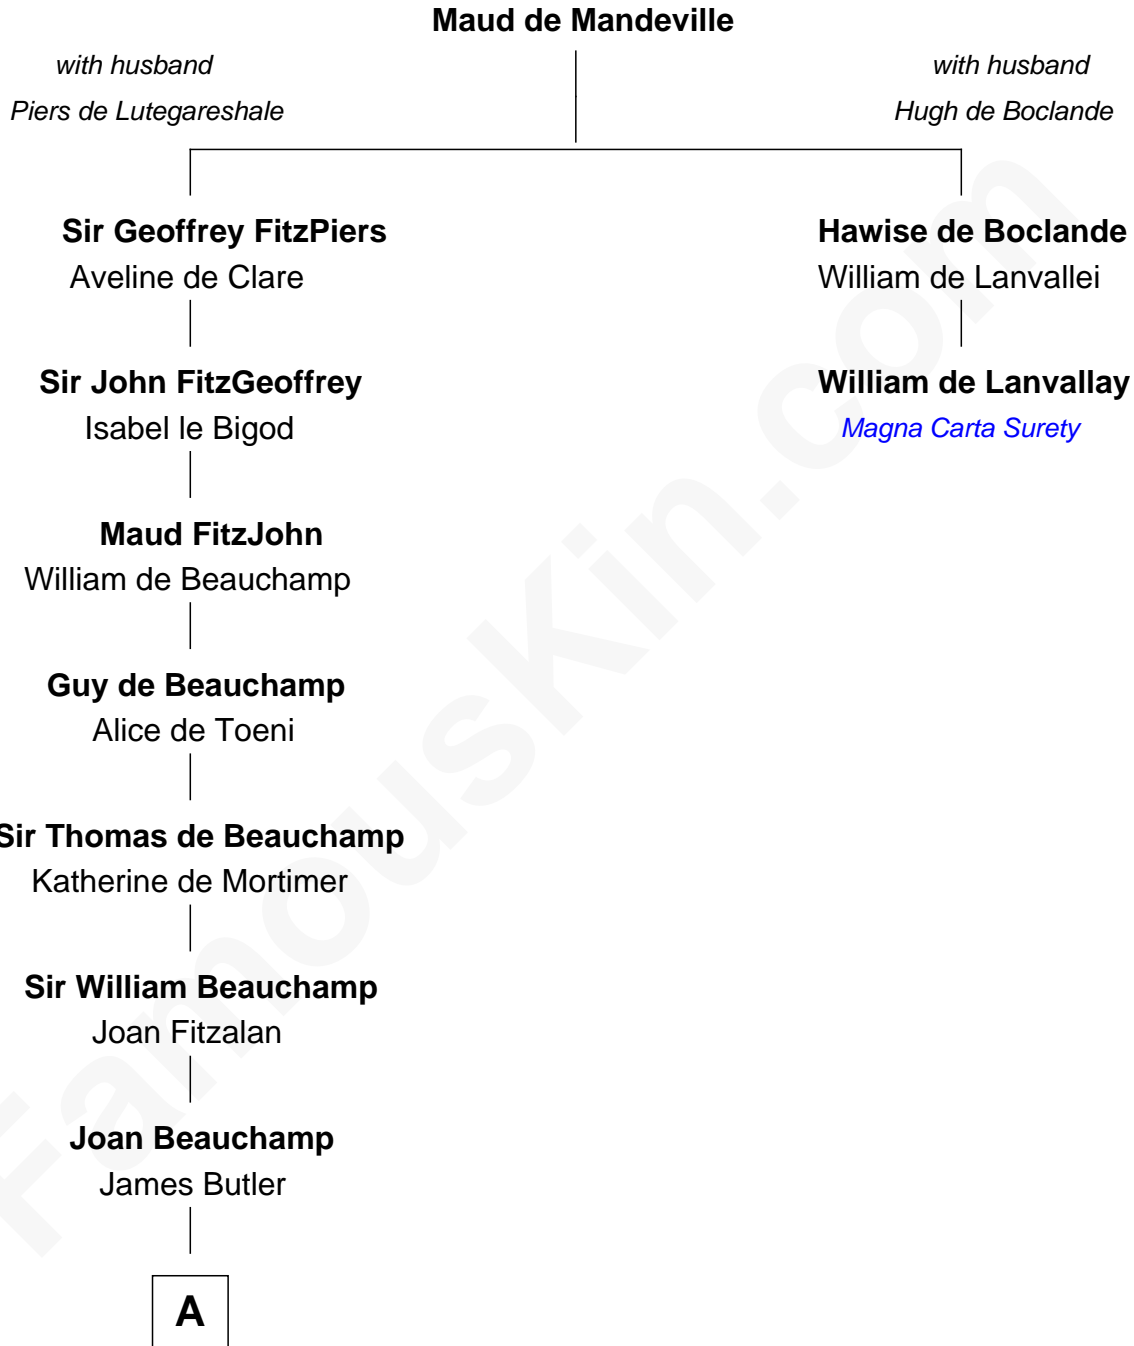 Maud de Mandeville
with husband
Piers de Lutegareshale
with husband
Hugh de Boclande
Sir Geoffrey FitzPiers
Aveline de Clare
Hawise de Boclande
William de Lanvallei
Sir John FitzGeoffrey
Isabel le Bigod
William de Lanvallay
Magna Carta Surety
Maud FitzJohn
William de Beauchamp
Guy de Beauchamp
Alice de Toeni
Sir Thomas de Beauchamp
Katherine de Mortimer
Sir William Beauchamp
Joan Fitzalan
Joan Beauchamp
James Butler
A
FamousKin.com